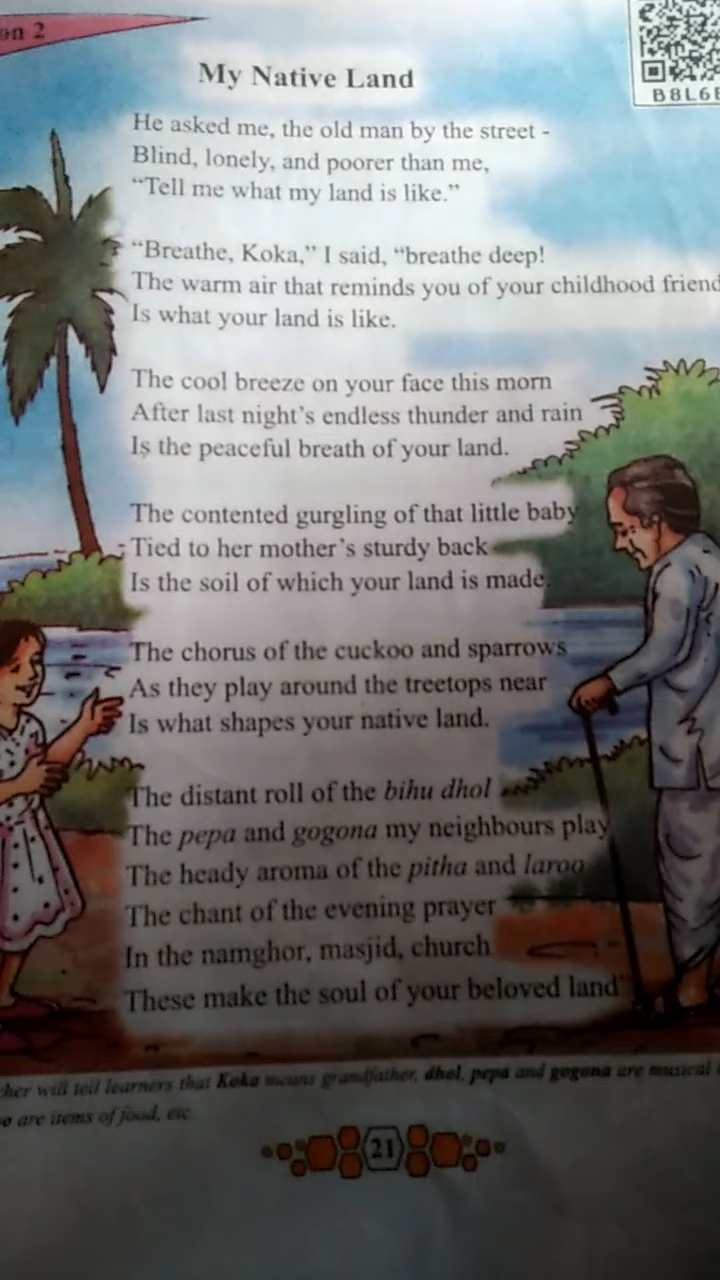 on 2
My Native Land
B8L6E
He asked me, the old man by the street -
Blind, lonely, and poorer than me,
“Tell me what my land is like.”
“Breathe, Koka,” I said, “breathe deep!
The warm air that reminds you of your childhood friend
Is what your land is like.
The cool breeze on your face this morn
After last night’s endless thunder and rain
Is the peaceful breath of your land.
The contented gurgling of that little baby
Tied to her mother’s sturdy back
Is the soil of which your land is made.
The chorus of the cuckoo and sparrows
As they play around the treetops near
Is what shapes your native land.
The distant roll of the bihu dhol
The pepa and gogona my neighbours play
The heady aroma of the pitha and laroo
The chant of the evening prayer
In the namghor, masjid, church
These make the soul of your beloved land”
cher will tell learners that Koka means grandfather, dhol, pepa and gogona are musical
o are items of food, etc.
21